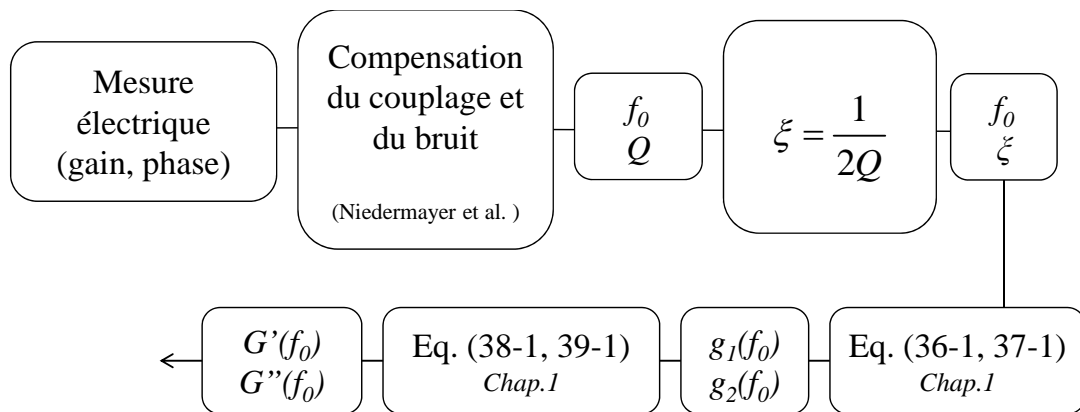 Mesure
électrique
(gain, phase)
Compensation
du couplage et
du bruit
(Niedermayer et al. )
f₀
Q
ξ = 1/2Q
f₀
ξ
Eq. (36-1, 37-1)
Chap.1
g₁(f₀)
g₂(f₀)
Eq. (38-1, 39-1)
Chap.1
G’(f₀)
G’’(f₀)